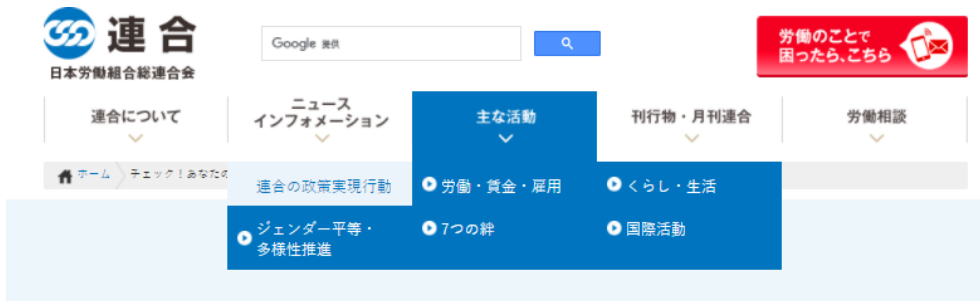 連合
日本労働組合総連合会
Google 提供
労働のことで
困ったら、こちら
連合について
ニュース
インフォメーション
主な活動
刊行物・月刊連合
労働相談
ホーム
チェック！あなたの
連合の政策実現行動
労働・賃金・雇用
くらし・生活
ジェンダー平等・
多様性推進
7つの絆
国際活動